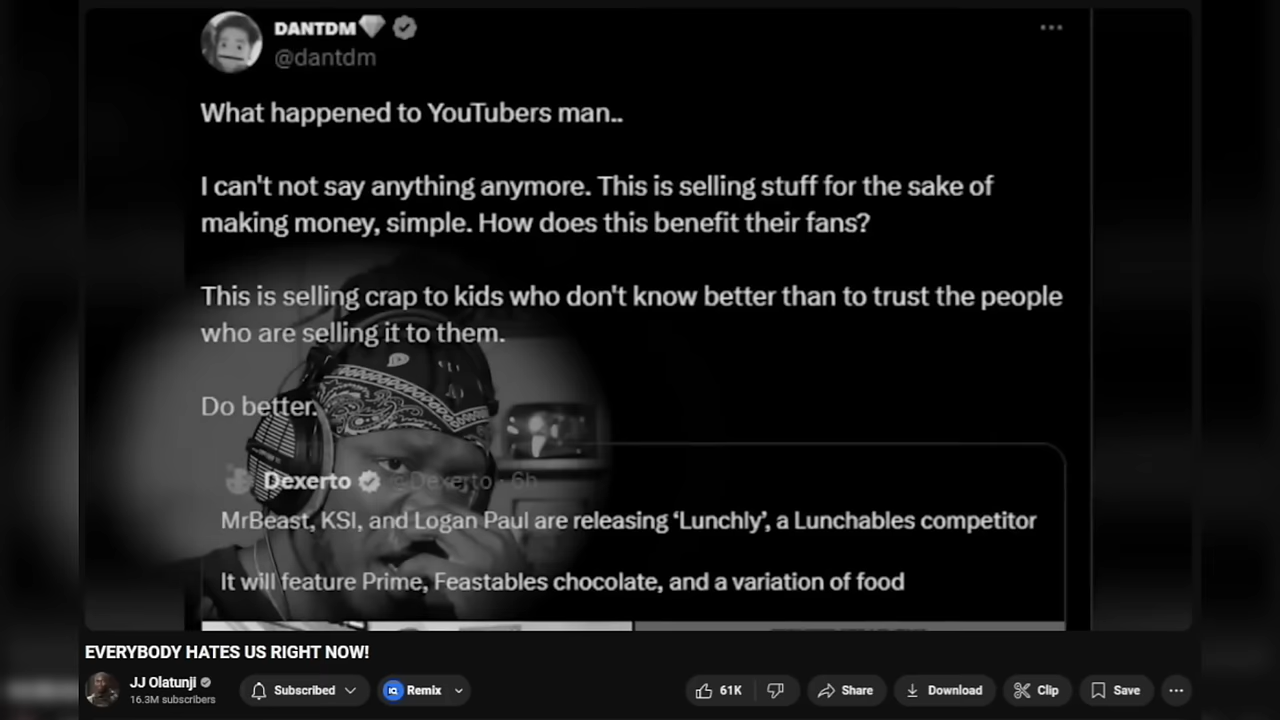 DANTDM
@dantdm
What happened to YouTubers man..
I can't not say anything anymore. This is selling stuff for the sake of
making money, simple. How does this benefit their fans?
This is selling crap to kids who don't know better than to trust the people
who are selling it to them.
Do better.
Dexerto @Dexerto · 6h
MrBeast, KSI, and Logan Paul are releasing ‘Lunchly’, a Lunchables competitor
It will feature Prime, Feastables chocolate, and a variation of food
EVERYBODY HATES US RIGHT NOW!
JJ Olatunji
16.3M subscribers
Subscribed
Remix
61K
Share
Download
Clip
Save